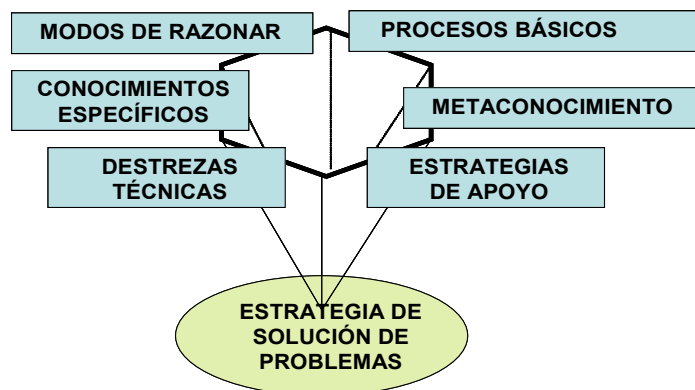 MODOS DE RAZONAR
PROCESOS BÁSICOS
CONOCIMIENTOS
ESPECÍFICOS
METACONOCIMIENTO
DESTREZAS
TÉCNICAS
ESTRATEGIAS
DE APOYO
ESTRATEGIA DE
SOLUCIÓN DE
PROBLEMAS